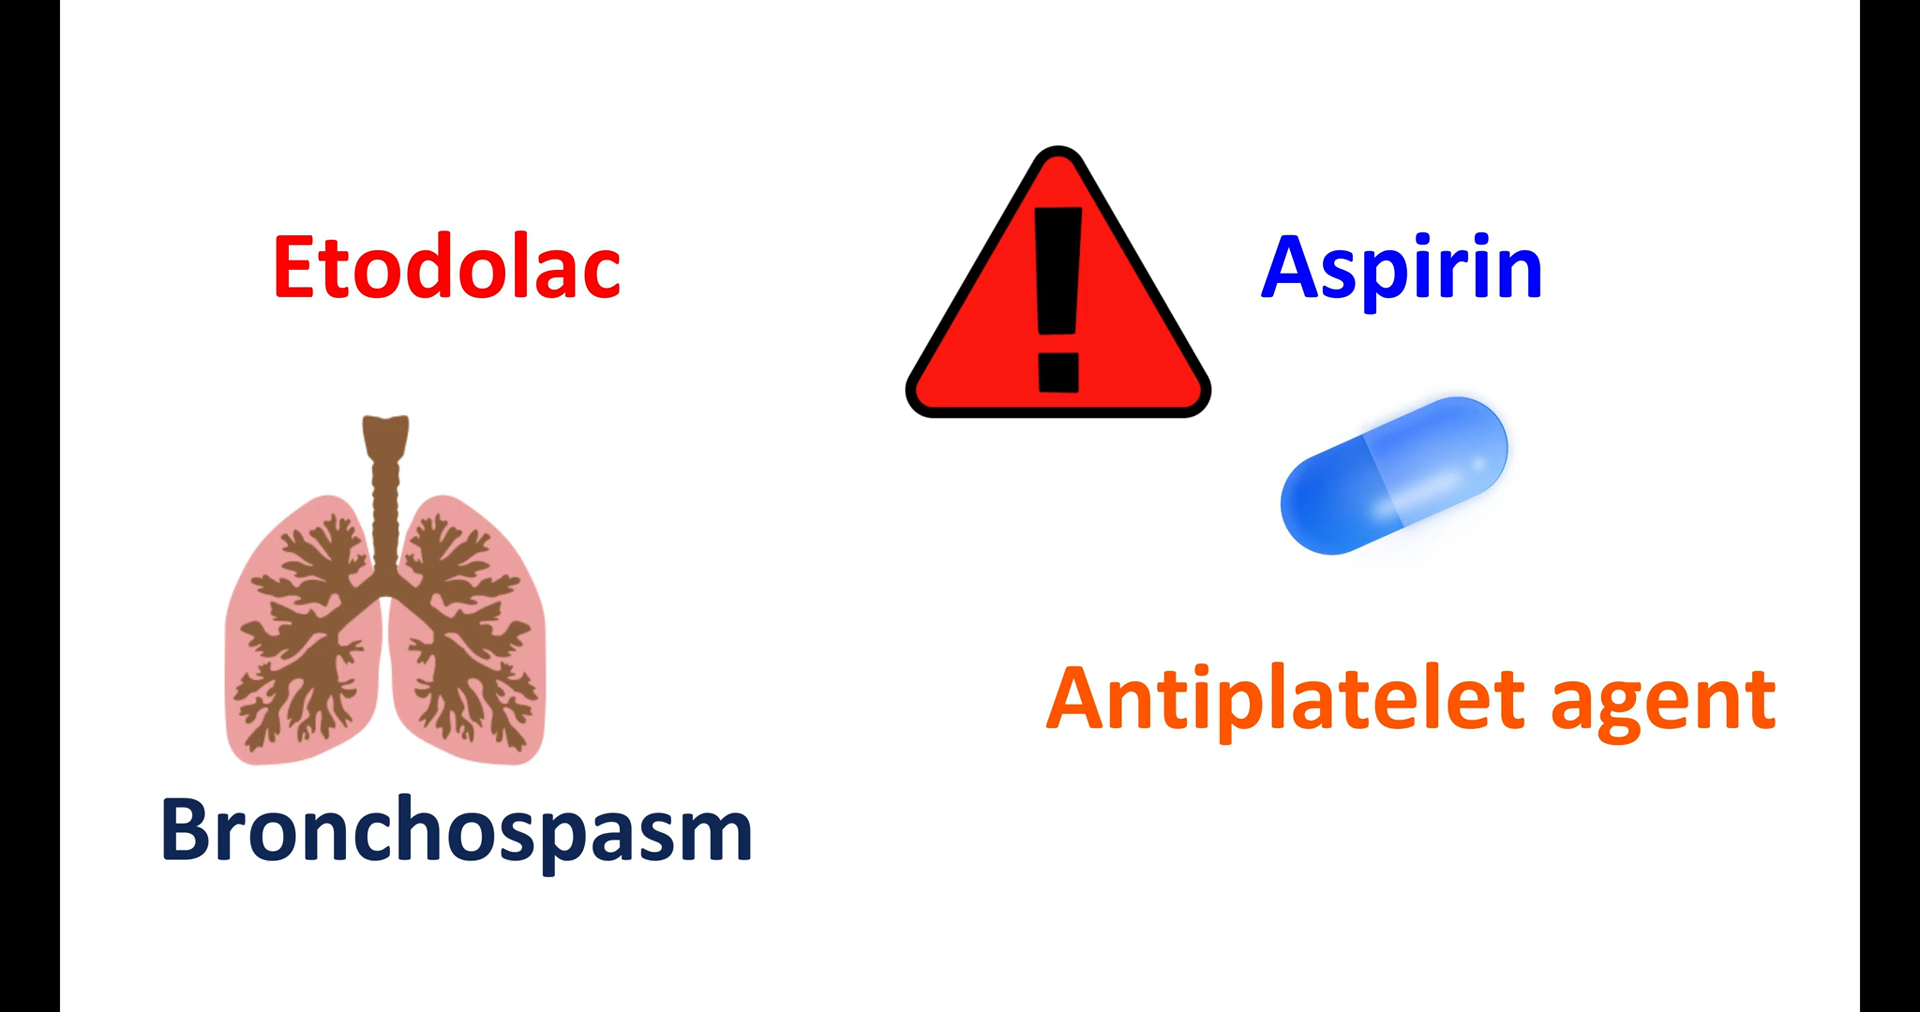 Etodolac
Aspirin
Antiplatelet agent
Bronchospasm